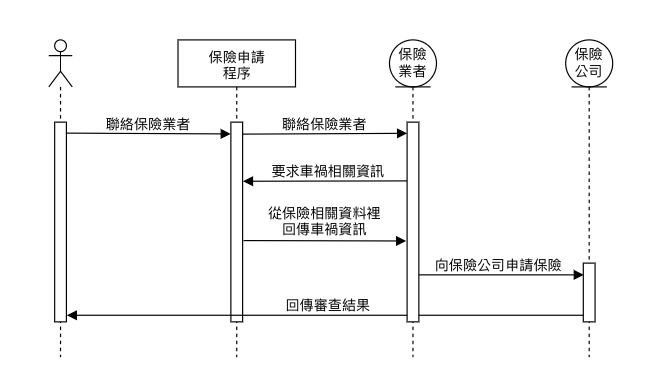 保險申請
程序
保險
業者
保險
公司
聯絡保險業者
聯絡保險業者
要求車禍相關資訊
從保險相關資料裡
回傳車禍資訊
向保險公司申請保險
回傳審查結果